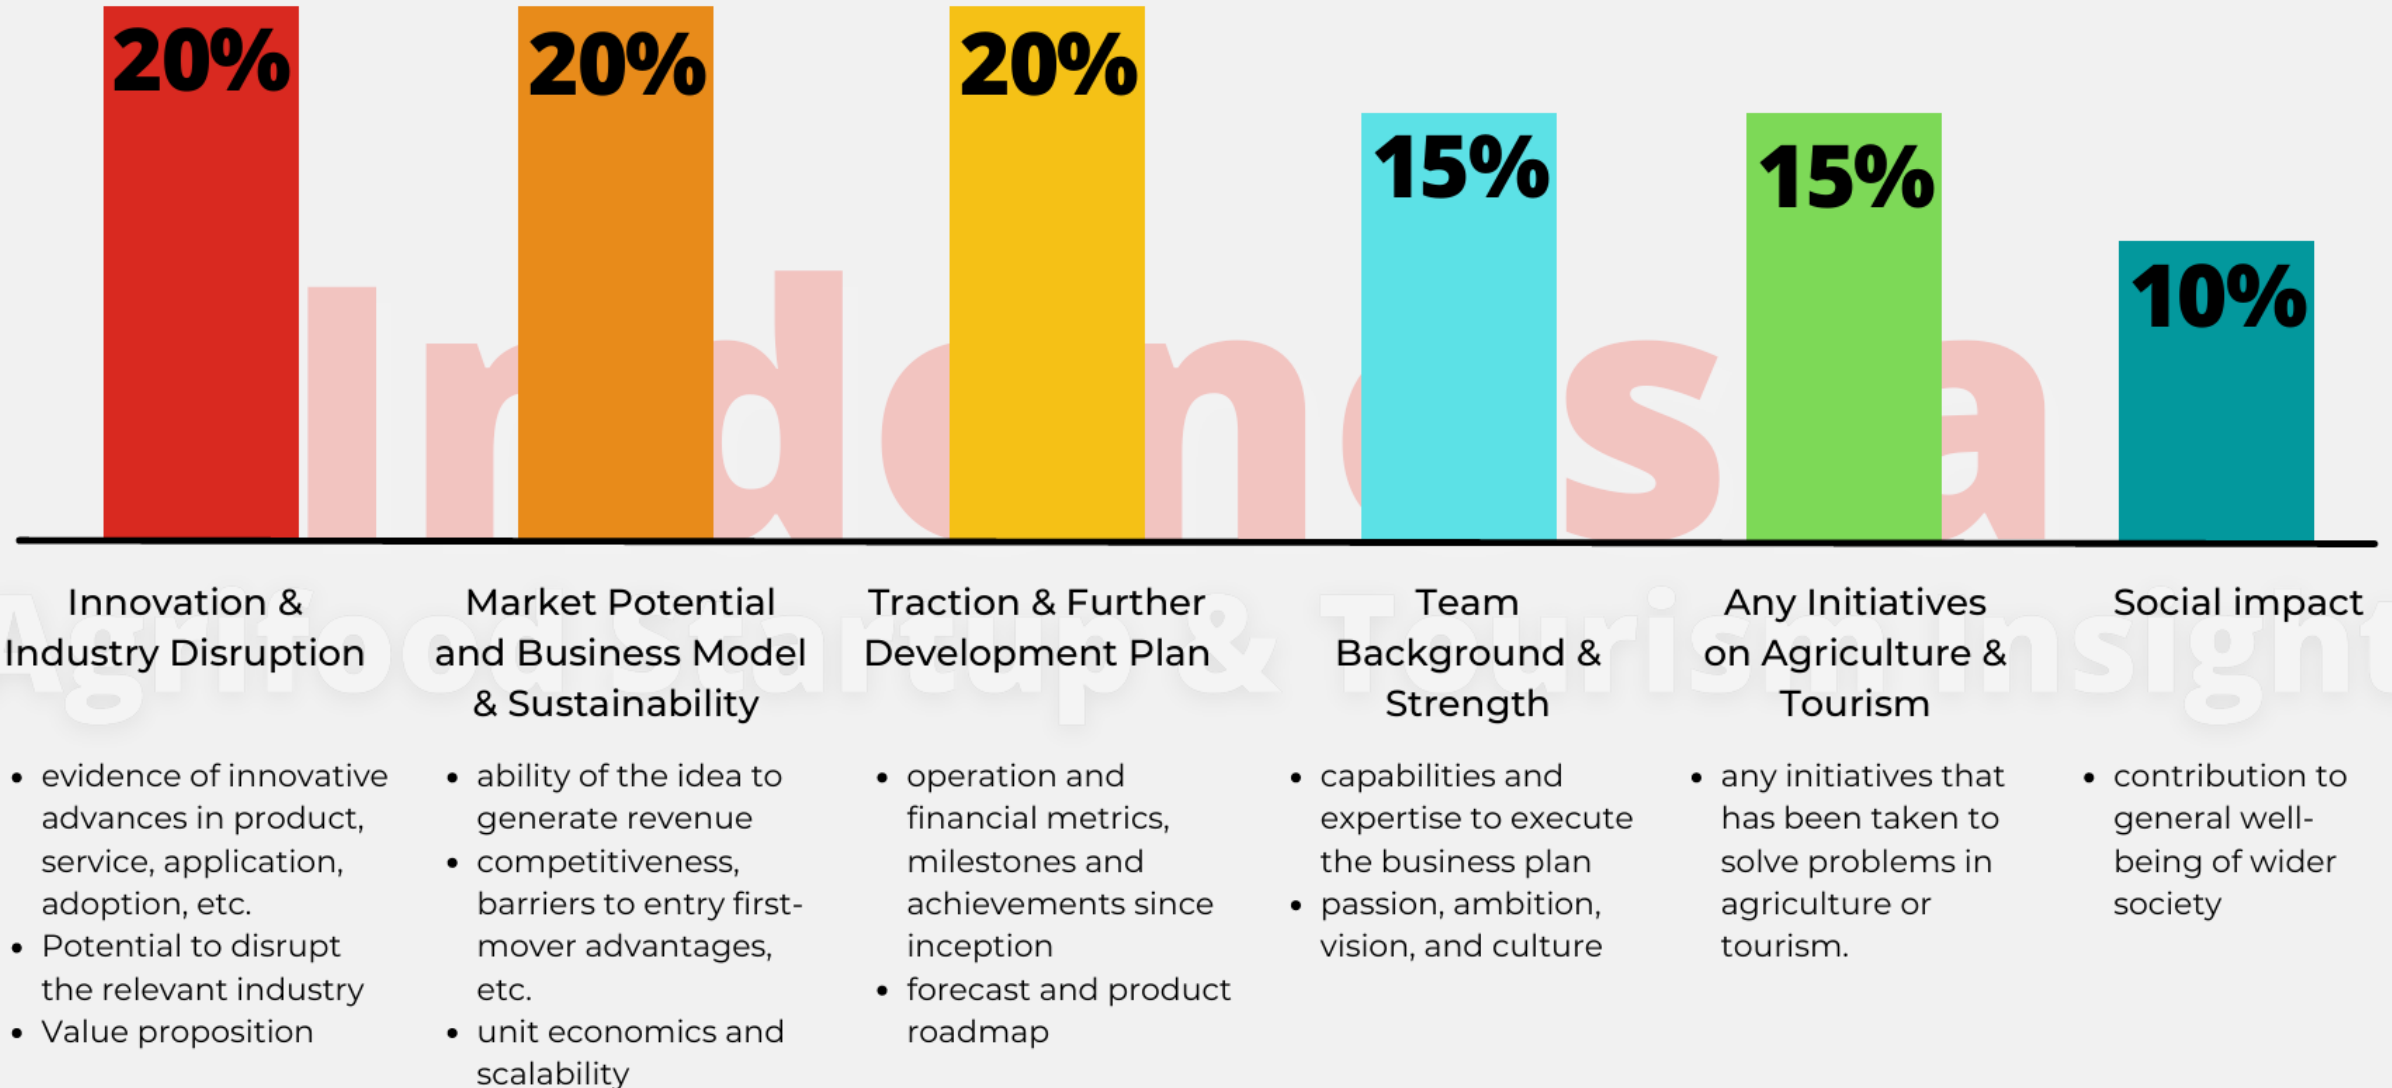 20%
20%
20%
15%
15%
10%
Innovation &
Industry Disruption
evidence of innovative
advances in product,
service, application,
adoption, etc.
Potential to disrupt
the relevant industry
Value proposition
Market Potential
and Business Model
& Sustainability
ability of the idea to
generate revenue
competitiveness,
barriers to entry first-
mover advantages,
etc.
unit economics and
scalability
Traction & Further
Development Plan
operation and
financial metrics,
milestones and
achievements since
inception
forecast and product
roadmap
Team
Background &
Strength
capabilities and
expertise to execute
the business plan
passion, ambition,
vision, and culture
Any Initiatives
on Agriculture &
Tourism
any initiatives that
has been taken to
solve problems in
agriculture or
tourism.
Social impact
contribution to
general well-
being of wider
society
Indonesia
Agrifood Startup & Tourism Insight